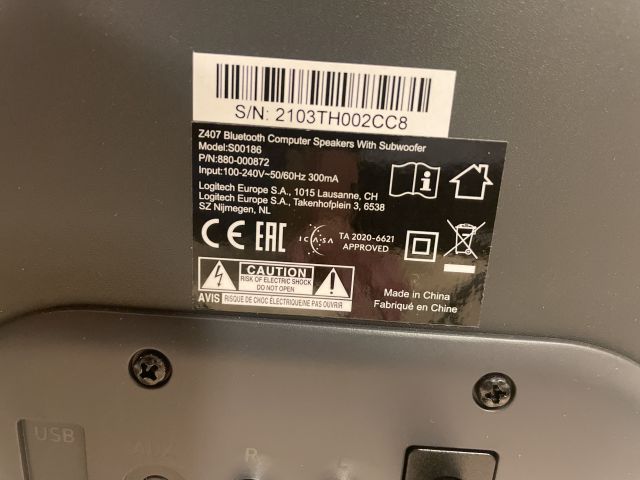 S/N: 2103TH002CC8
Z407 Bluetooth Computer Speakers With Subwoofer
Model:S00186
P/N:880-000872
Input:100-240V~50/60Hz 300mA
Logitech Europe S.A., 1015 Lausanne, CH
Logitech Europe S.A., Takenhofplein 3, 6538
SZ Nijmegen, NL
CE EAC
ICASA
TA 2020-6621
APPROVED
CAUTION
RISK OF ELECTRIC SHOCK
DO NOT OPEN
AVIS RISQUE DE CHOC ELECTRIQUE/NE PAS OUVRIR
Made in China
Fabriqué en Chine
USB
AUX
R